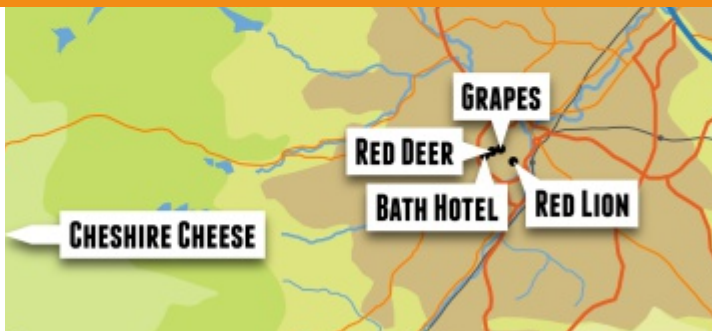 GRAPES
RED DEER
BATH HOTEL
RED LION
CHESHIRE CHEESE